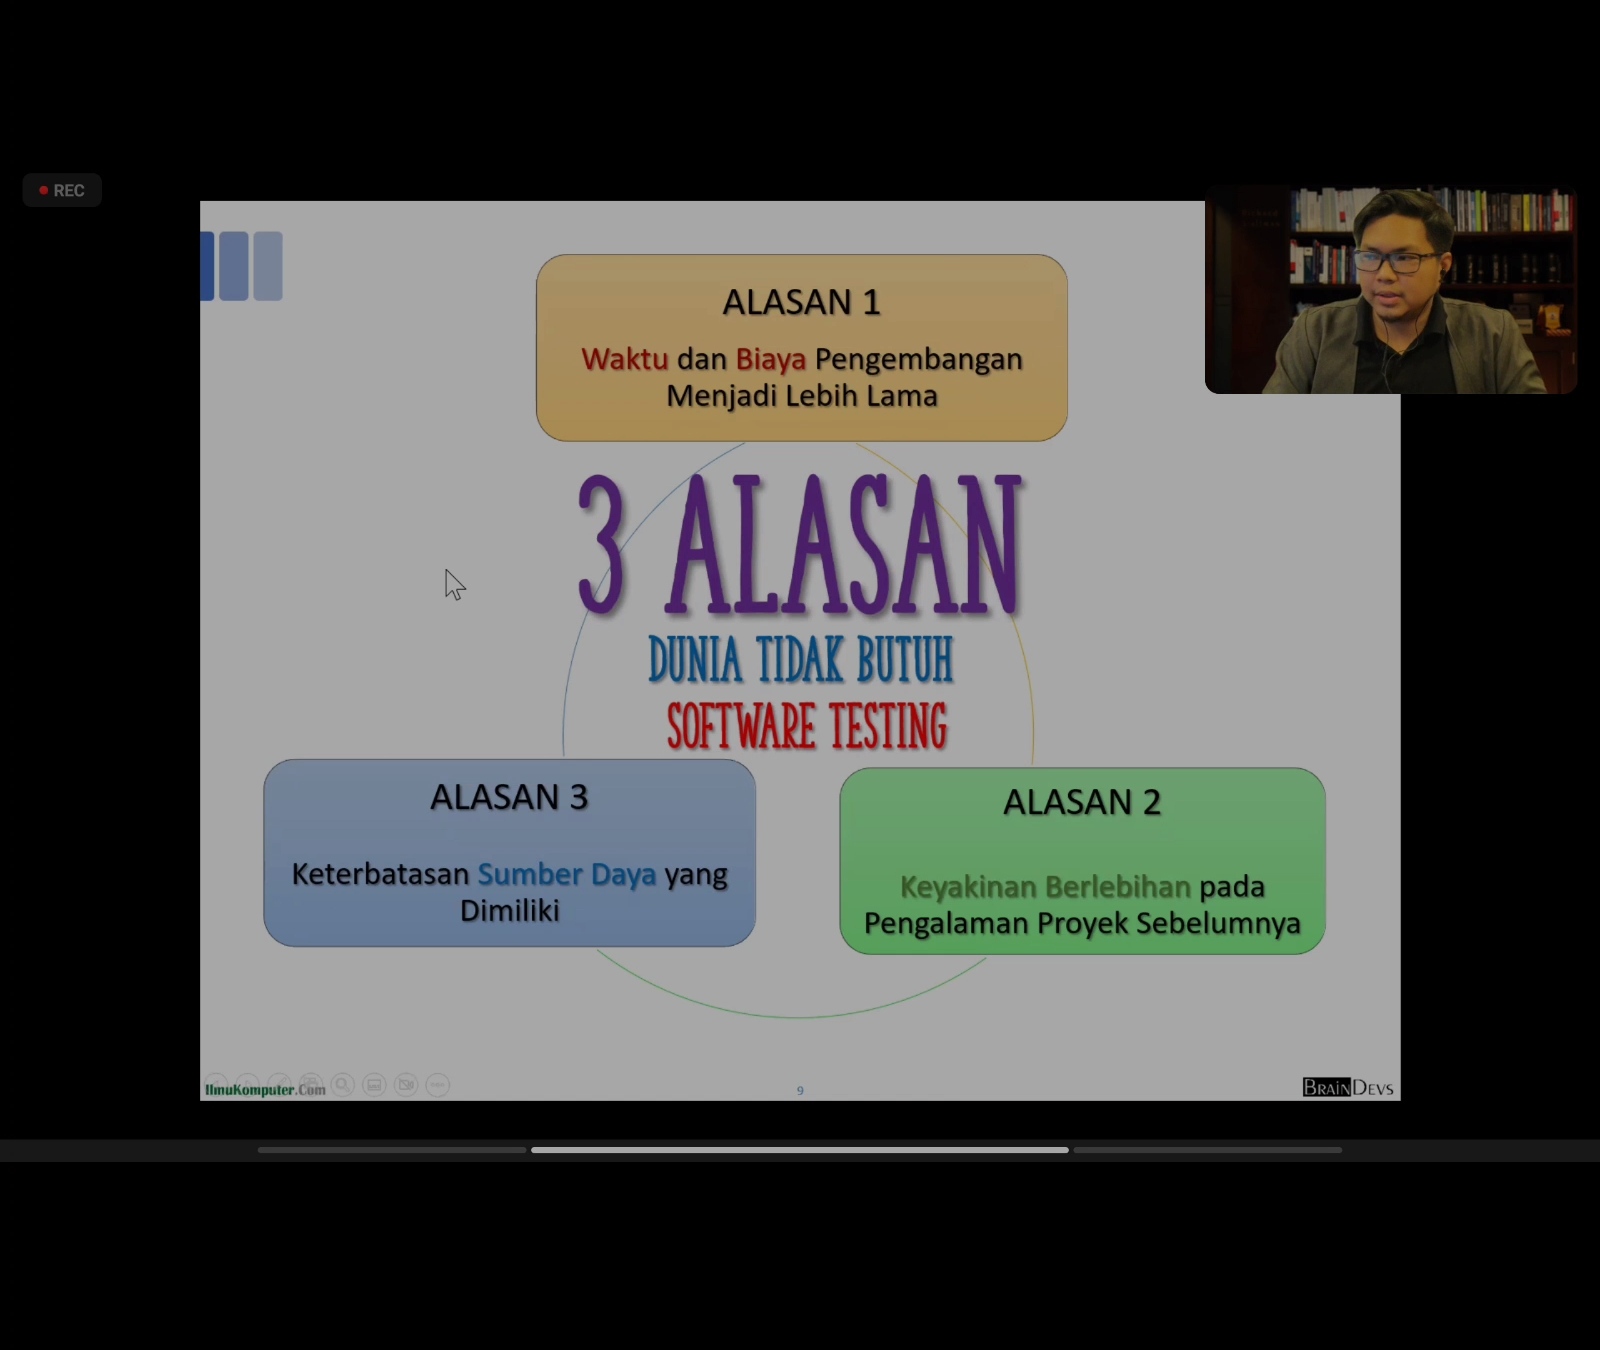 REC
ALASAN 1
Waktu dan Biaya Pengembangan
Menjadi Lebih Lama
3 ALASAN
DUNIA TIDAK BUTUH
SOFTWARE TESTING
ALASAN 3
Keterbatasan Sumber Daya yang
Dimiliki
ALASAN 2
Keyakinan Berlebihan pada
Pengalaman Proyek Sebelumnya
IlmuKomputer.Com
9
BRAINDEVS